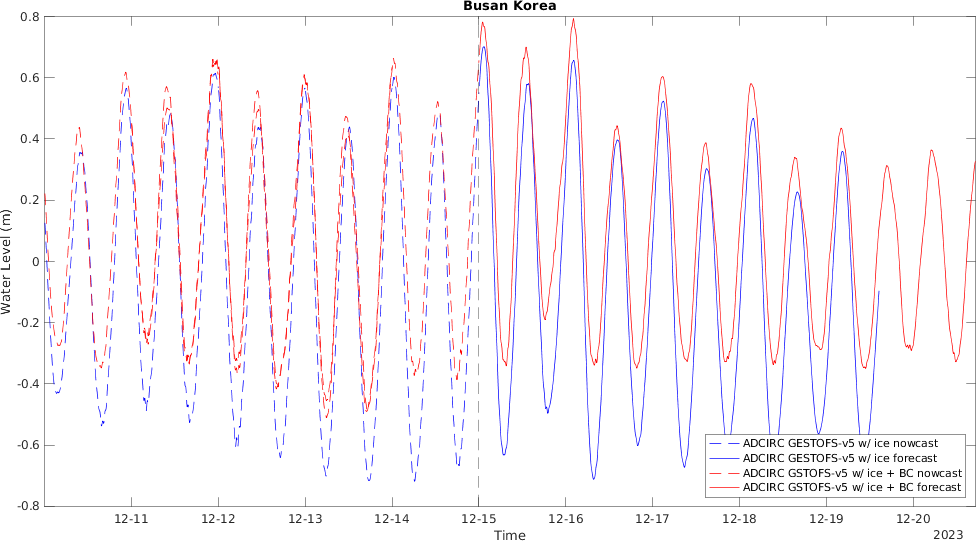 Busan Korea
0.8
0.6
0.4
0.2
0
-0.2
-0.4
-0.6
-0.8
Water Level (m)
12-11
12-12
12-13
12-14
12-15
12-16
12-17
12-18
12-19
12-20
Time
2023
ADCIRC GESTOFS-v5 w/ ice nowcast
ADCIRC GESTOFS-v5 w/ ice forecast
ADCIRC GSTOFS-v5 w/ ice + BC nowcast
ADCIRC GSTOFS-v5 w/ ice + BC forecast